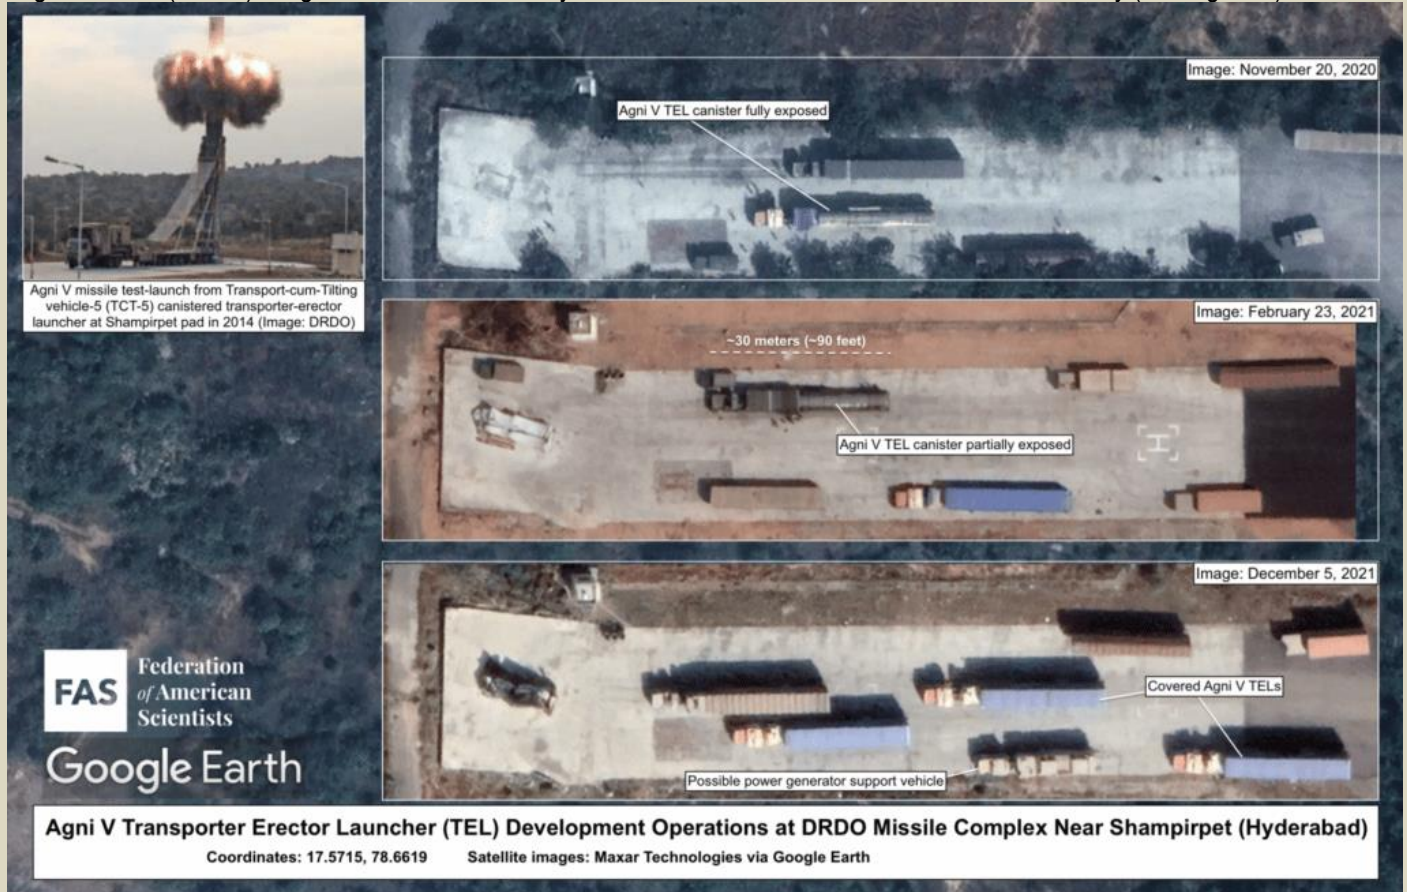 Image: November 20, 2020
Agni V TEL canister fully exposed
Agni V missile test-launch from Transport-cum-Tilting
vehicle-5 (TCT-5) canistered transporter-erector
launcher at Shampirpet pad in 2014 (Image: DRDO)
Image: February 23, 2021
~30 meters (~90 feet)
Agni V TEL canister partially exposed
H
Image: December 5, 2021
Covered Agni V TELs
Possible power generator support vehicle
FAS
Federation
of American
Scientists
Google Earth
Agni V Transporter Erector Launcher (TEL) Development Operations at DRDO Missile Complex Near Shampirpet (Hyderabad)
Coordinates: 17.5715, 78.6619 Satellite images: Maxar Technologies via Google Earth